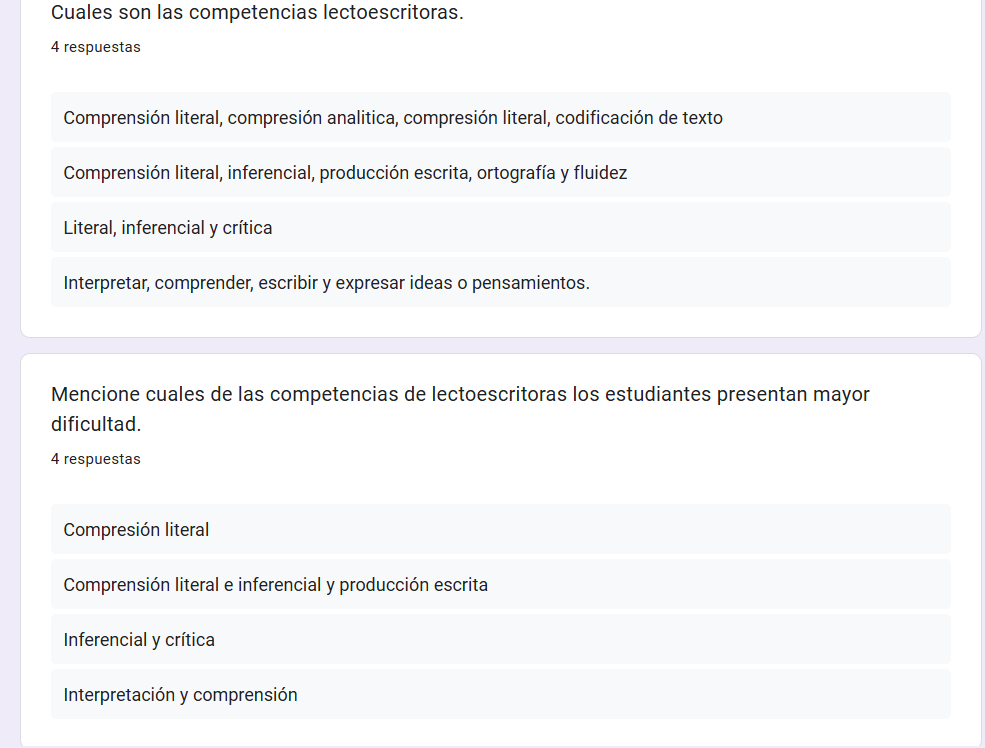 Cuales son las competencias lectoescritoras.
4 respuestas
Comprensión literal, compresión analitica, compresión literal, codificación de texto
Comprensión literal, inferencial, producción escrita, ortografía y fluidez
Literal, inferencial y crítica
Interpretar, comprender, escribir y expresar ideas o pensamientos.
Mencione cuales de las competencias de lectoescritoras los estudiantes presentan mayor
dificultad.
4 respuestas
Compresión literal
Comprensión literal e inferencial y producción escrita
Inferencial y crítica
Interpretación y comprensión